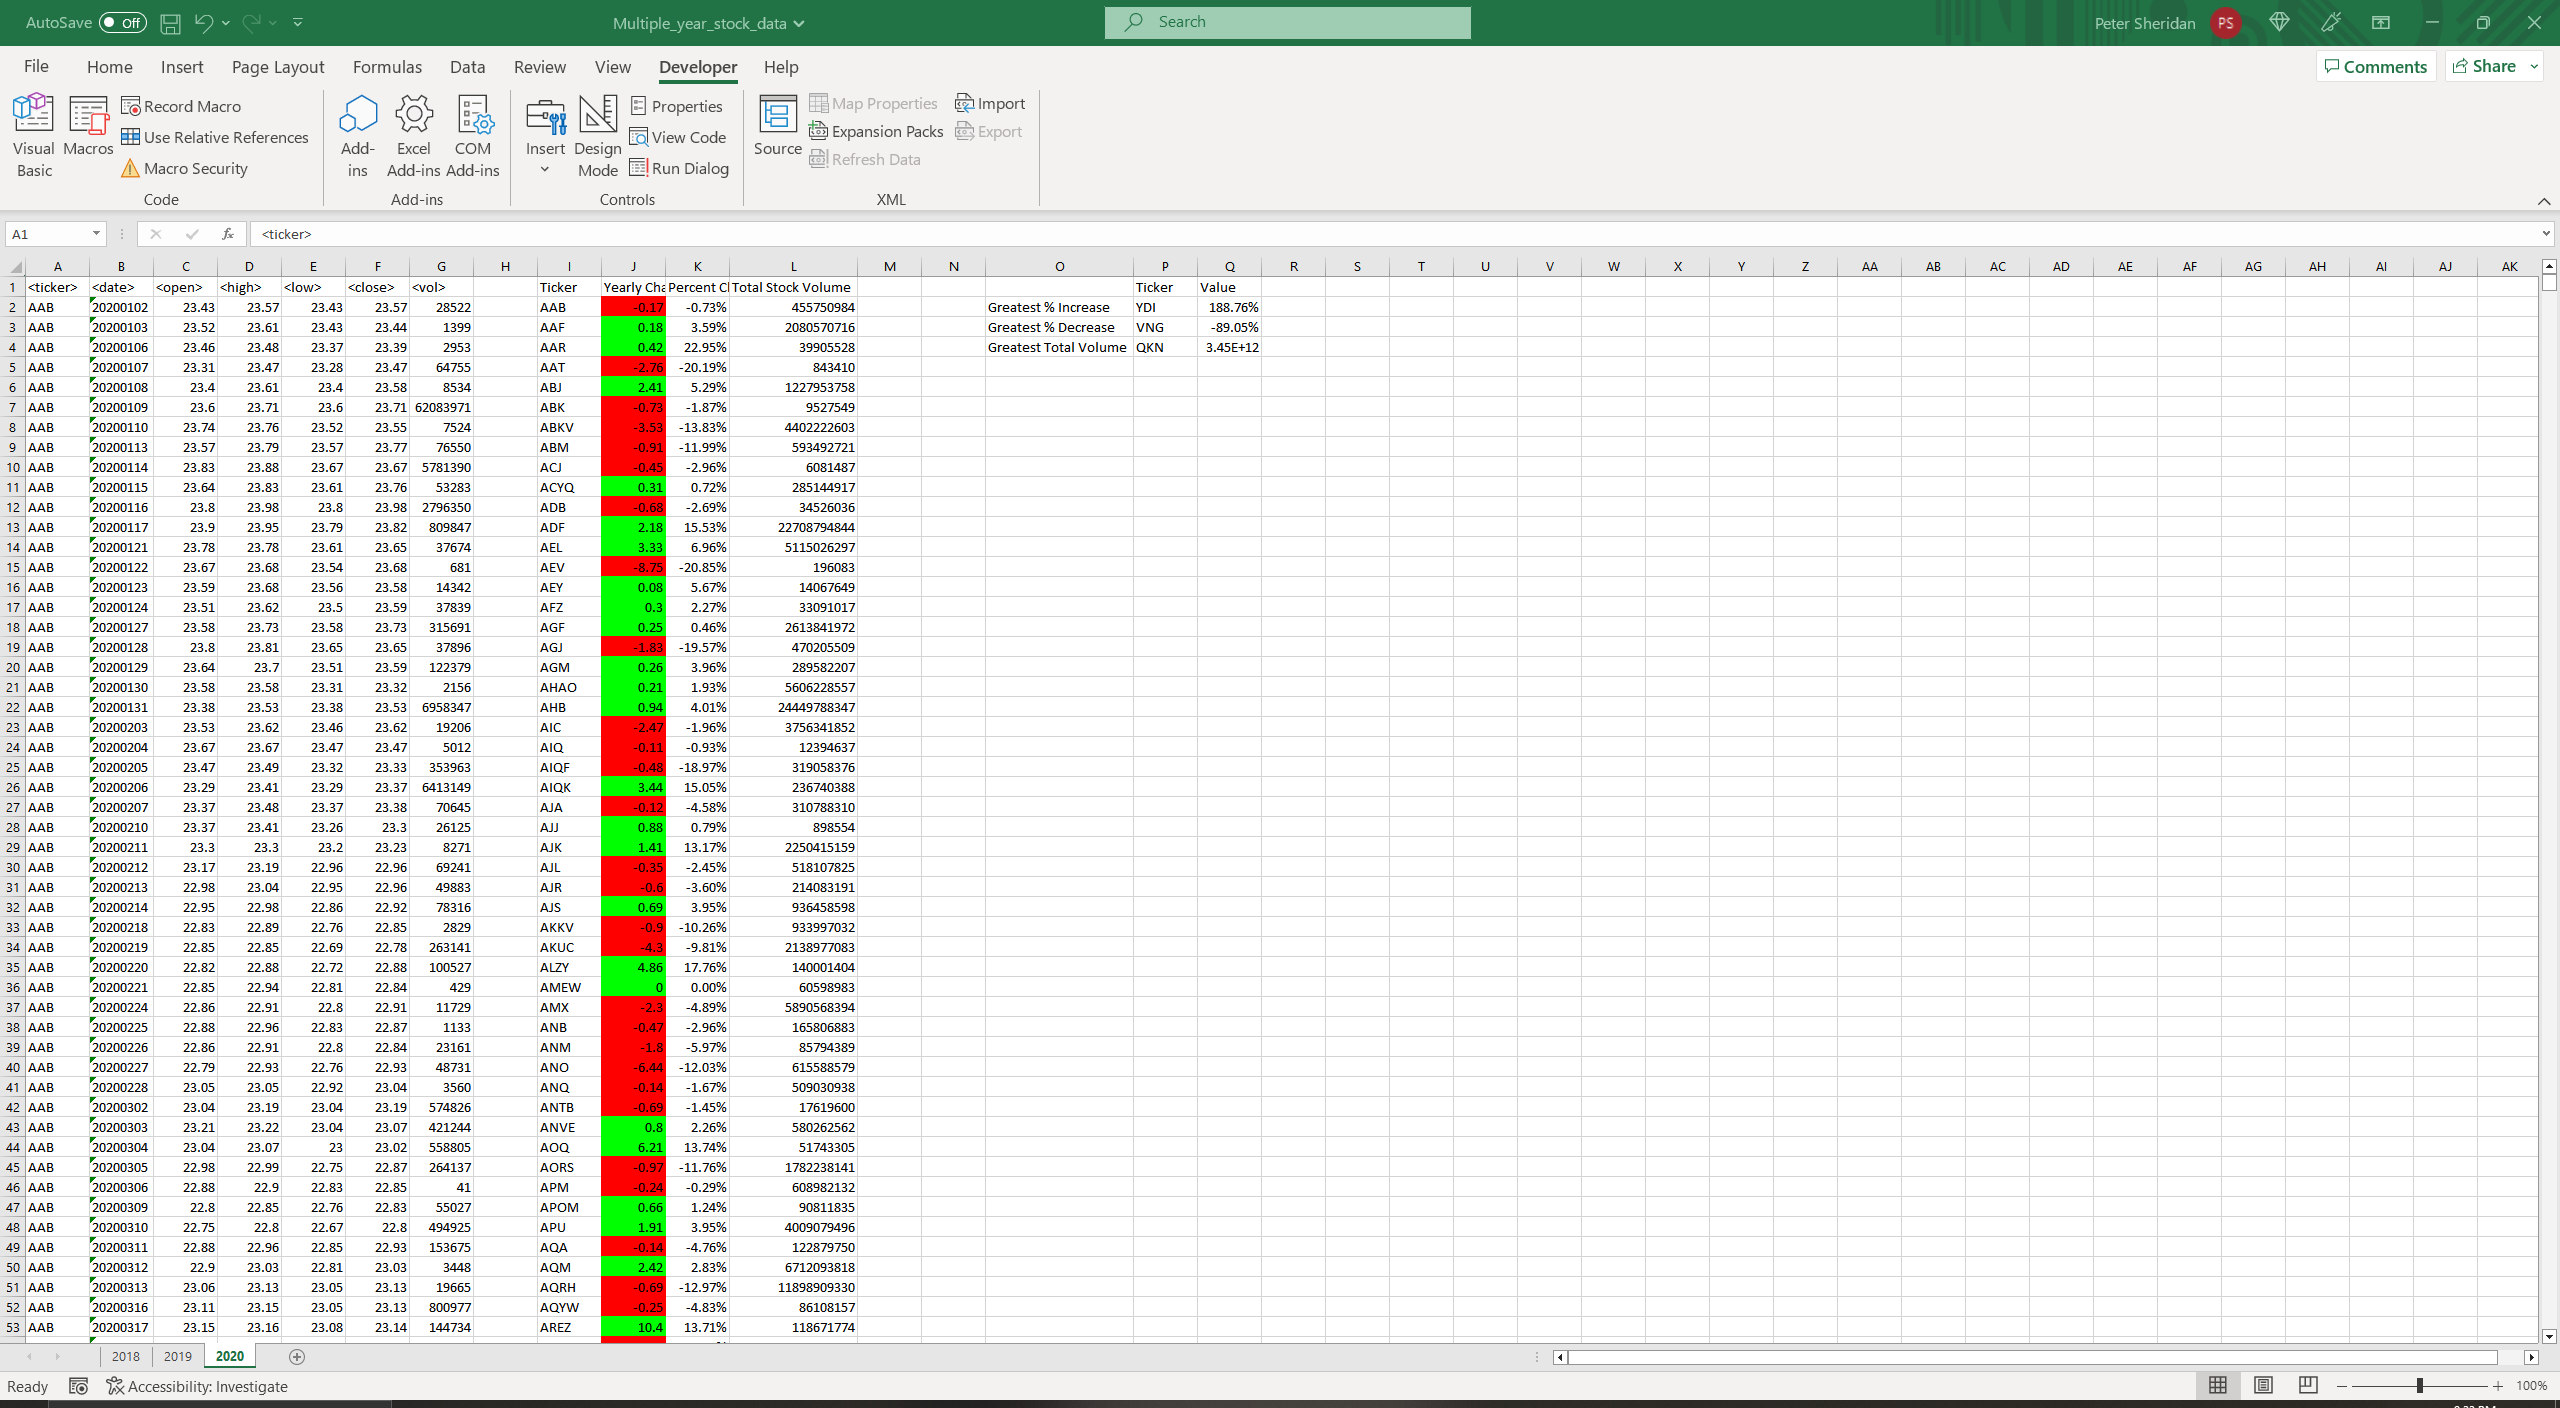 AutoSave Off Multiple_year_stock_data Search Peter Sheridan PS
File Home Insert Page Layout Formulas Data Review View Developer Help Comments Share
Visual Basic Macros Record Macro Use Relative References Macro Security Code
Add-ins Excel Add-ins COM Add-ins Add-ins
Insert Design Mode Properties View Code Run Dialog Controls
Source Map Properties Expansion Packs Refresh Data Import Export XML
A1 fx <ticker>
A B C D E F G H I J K L M N O P Q R S T U V W X Y Z AA AB AC AD AE AF AG AH AI AJ AK
1 <ticker> <date> <open> <high> <low> <close> <vol> Ticker Yearly Cha Percent Cl Total Stock Volume Ticker Value
2 AAB 20200102 23.43 23.57 23.43 23.57 28522 AAB -0.17 -0.73% 455750984 Greatest % Increase YDI 188.76%
3 AAB 20200103 23.52 23.61 23.43 23.44 1399 AAF 0.18 3.59% 2080570716 Greatest % Decrease VNG -89.05%
4 AAB 20200106 23.46 23.48 23.37 23.39 2953 AAR 0.42 22.95% 39905528 Greatest Total Volume QKN 3.45E+12
5 AAB 20200107 23.31 23.47 23.28 23.47 64755 AAT -2.76 -20.19% 843410
6 AAB 20200108 23.4 23.61 23.4 23.58 8534 ABJ 2.41 5.29% 1227953758
7 AAB 20200109 23.6 23.71 23.6 23.71 62083971 ABK -0.73 -1.87% 9527549
8 AAB 20200110 23.74 23.76 23.52 23.55 7524 ABKV -3.53 -13.83% 4402222603
9 AAB 20200113 23.57 23.79 23.57 23.77 76550 ABM -0.91 -11.99% 593492721
10 AAB 20200114 23.83 23.88 23.67 23.67 5781390 ACJ -0.45 -2.96% 6081487
11 AAB 20200115 23.64 23.83 23.61 23.76 53283 ACYQ 0.31 0.72% 285144917
12 AAB 20200116 23.8 23.98 23.8 23.98 2796350 ADB -0.68 -2.69% 34526036
13 AAB 20200117 23.9 23.95 23.79 23.82 809847 ADF 2.18 15.53% 22708794844
14 AAB 20200121 23.78 23.78 23.61 23.65 37674 AEL 3.33 6.96% 5115026297
15 AAB 20200122 23.67 23.68 23.54 23.68 681 AEV -8.75 -20.85% 196083
16 AAB 20200123 23.59 23.68 23.56 23.58 14342 AEY 0.08 5.67% 14067649
17 AAB 20200124 23.51 23.62 23.5 23.59 37839 AFZ 0.3 2.27% 33091017
18 AAB 20200127 23.58 23.73 23.58 23.73 315691 AGF 0.25 0.46% 2613841972
19 AAB 20200128 23.8 23.81 23.65 23.65 37896 AGJ -1.83 -19.57% 470205509
20 AAB 20200129 23.64 23.7 23.51 23.59 122379 AGM 0.26 3.96% 289582207
21 AAB 20200130 23.58 23.58 23.31 23.32 2156 AHAO 0.21 1.93% 5606228557
22 AAB 20200131 23.38 23.53 23.38 23.53 6958347 AHB 0.94 4.01% 24449788347
23 AAB 20200203 23.53 23.62 23.46 23.62 19206 AIC -2.47 -1.96% 3756341852
24 AAB 20200204 23.67 23.67 23.47 23.47 5012 AIQ -0.11 -0.93% 12394637
25 AAB 20200205 23.47 23.49 23.32 23.33 353963 AIQF -0.48 -18.97% 319058376
26 AAB 20200206 23.29 23.41 23.29 23.37 6413149 AIQK 3.44 15.05% 236740388
27 AAB 20200207 23.37 23.48 23.37 23.38 70645 AJA -0.12 -4.58% 310788310
28 AAB 20200210 23.37 23.41 23.26 23.3 26125 AJJ 0.88 0.79% 898554
29 AAB 20200211 23.3 23.3 23.2 23.23 8271 AJK 1.41 13.17% 2250415159
30 AAB 20200212 23.17 23.19 22.96 22.96 69241 AJL -0.35 -2.45% 518107825
31 AAB 20200213 22.98 23.04 22.95 22.96 49883 AJR -0.6 -3.60% 214083191
32 AAB 20200214 22.95 22.98 22.86 22.92 78316 AJS 0.69 3.95% 936458598
33 AAB 20200218 22.83 22.89 22.76 22.85 2829 AKKV -0.9 -10.26% 933997032
34 AAB 20200219 22.85 22.85 22.69 22.78 263141 AKUC -4.3 -9.81% 2138977083
35 AAB 20200220 22.82 22.88 22.72 22.88 100527 ALZY 4.86 17.76% 140001404
36 AAB 20200221 22.85 22.94 22.81 22.84 429 AMEW 0 0.00% 60598983
37 AAB 20200224 22.86 22.91 22.8 22.91 11729 AMX -2.3 -4.89% 5890568394
38 AAB 20200225 22.88 22.96 22.83 22.87 1133 ANB -0.47 -2.96% 165806883
39 AAB 20200226 22.86 22.91 22.8 22.84 23161 ANM -1.8 -5.97% 85794389
40 AAB 20200227 22.79 22.93 22.76 22.93 48731 ANO -6.44 -12.03% 615588579
41 AAB 20200228 23.05 23.05 22.92 23.04 3560 ANQ -0.14 -1.67% 509030938
42 AAB 20200302 23.04 23.19 23.04 23.19 574826 ANTB -0.69 -1.45% 17619600
43 AAB 20200303 23.21 23.22 23.04 23.07 421244 ANVE 0.8 2.26% 580262562
44 AAB 20200304 23.04 23.07 23 23.02 558805 AOQ 6.21 13.74% 51743305
45 AAB 20200305 22.98 22.99 22.75 22.87 264137 AORS -0.97 -11.76% 1782238141
46 AAB 20200306 22.88 22.9 22.83 22.85 41 APM -0.24 -0.29% 608982132
47 AAB 20200309 22.8 22.85 22.76 22.83 55027 APOM 0.66 1.24% 90811835
48 AAB 20200310 22.75 22.8 22.67 22.8 494925 APU 1.91 3.95% 4009079496
49 AAB 20200311 22.88 22.96 22.85 22.93 153675 AQA -0.14 -4.76% 122879750
50 AAB 20200312 22.9 23.03 22.81 23.03 3448 AQM 2.42 2.83% 6712093818
51 AAB 20200313 23.06 23.13 23.05 23.13 19665 AQRH -0.69 -12.97% 11898909330
52 AAB 20200316 23.11 23.15 23.05 23.13 800977 AQYW -0.25 -4.83% 86108157
53 AAB 20200317 23.15 23.16 23.08 23.14 144734 AREZ 10.4 13.71% 118671774
2018 2019 2020
Ready Accessibility: Investigate 100%